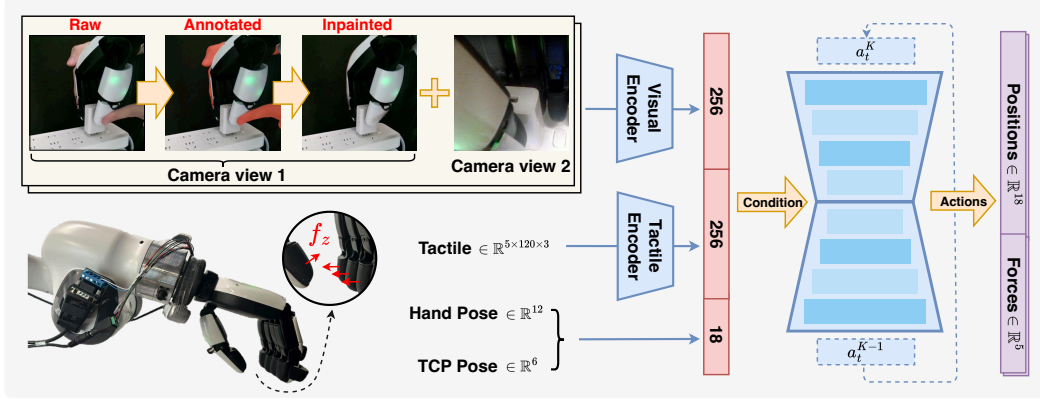 Raw
Annotated
Inpainted
Camera view 1
Camera view 2
Visual
Encoder
256
f_z
Tactile ∈ ℝ^{5×120×3}
Tactile
Encoder
256
Hand Pose ∈ ℝ^{12}
TCP Pose ∈ ℝ^6
18
Condition
a_t^K
a_t^{K-1}
Actions
Positions ∈ ℝ^{18}
Forces ∈ ℝ^5